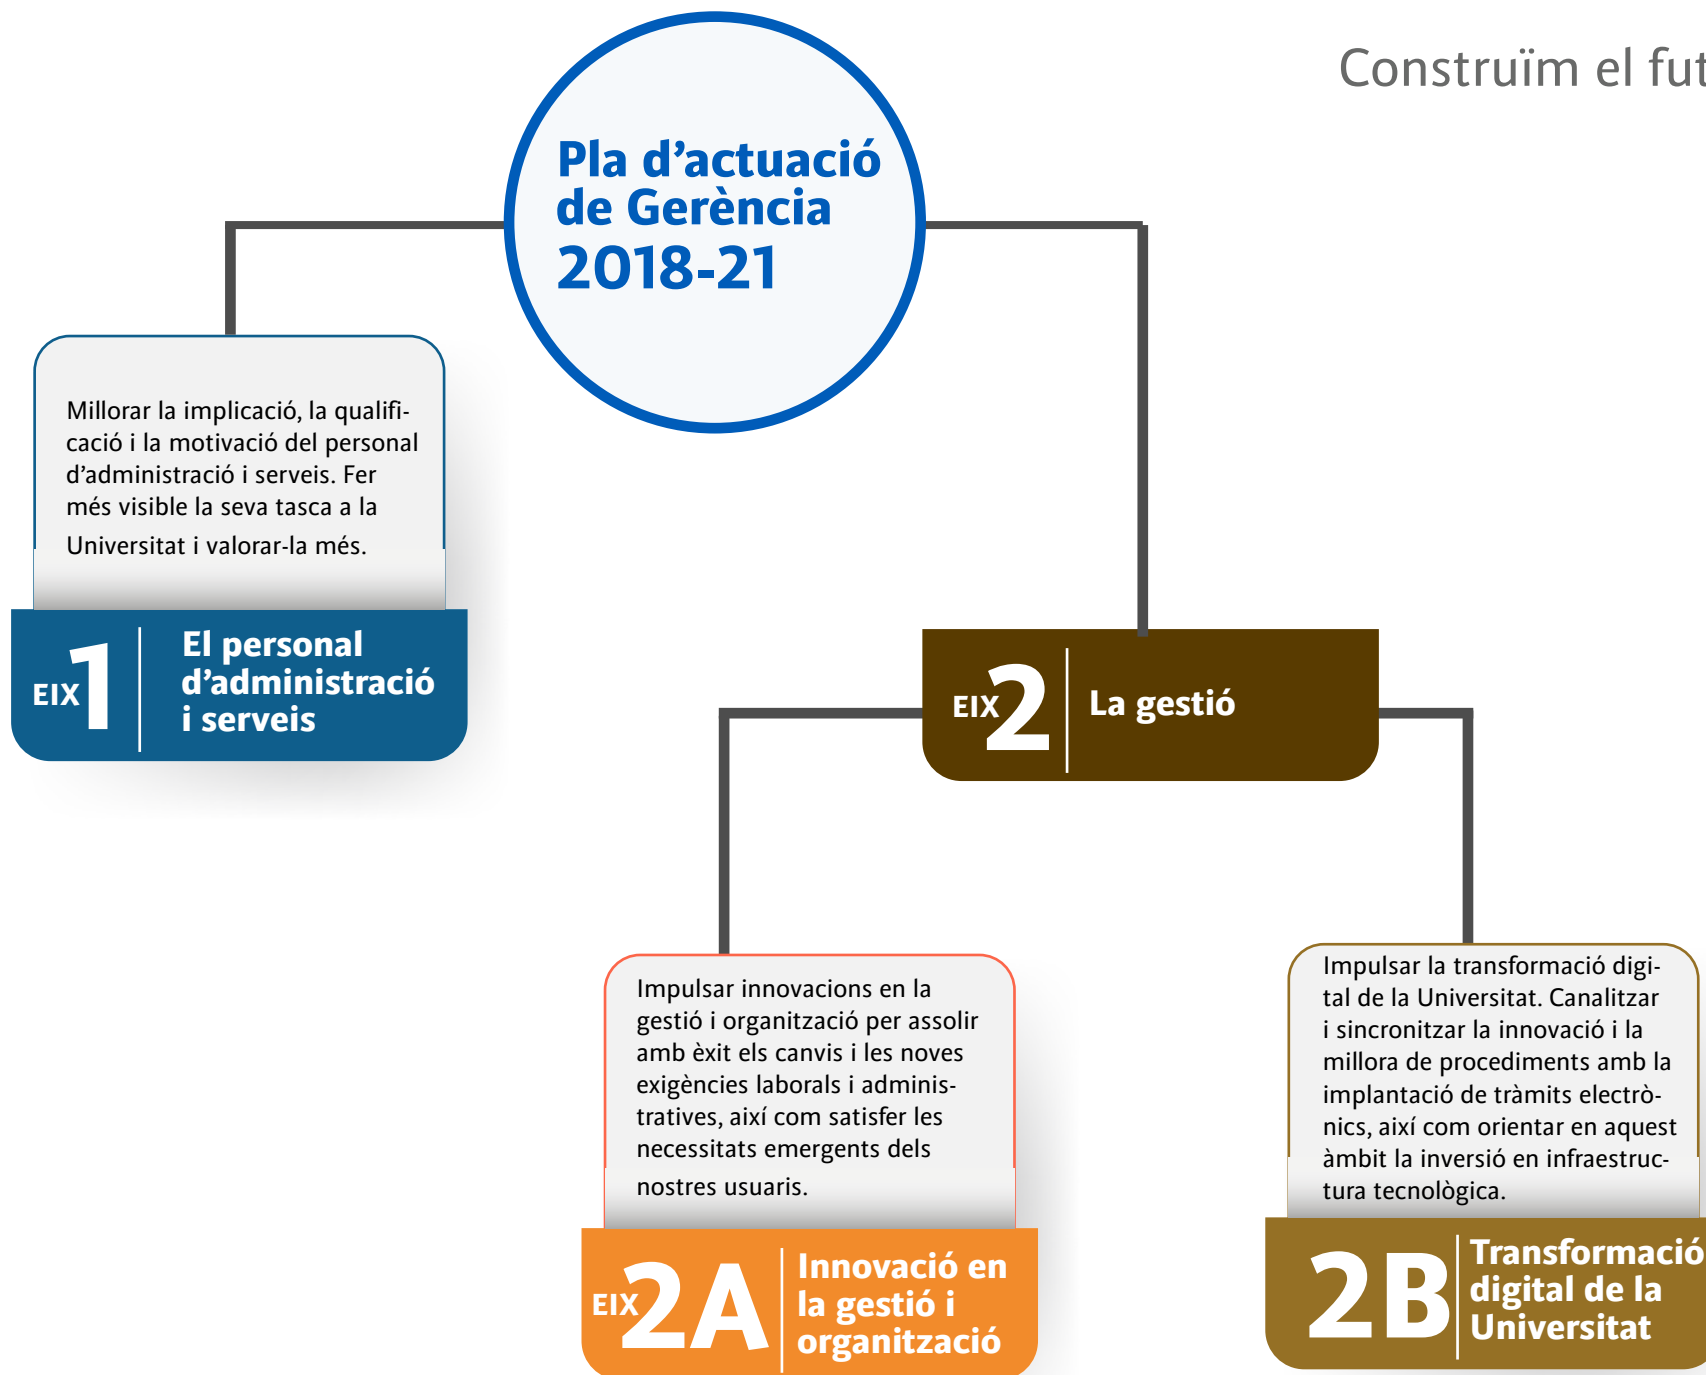 Construïm el fut
Pla d’actuació
de Gerència
2018-21
Millorar la implicació, la qualifi-
cació i la motivació del personal
d’administració i serveis. Fer
més visible la seva tasca a la
Universitat i valorar-la més.
EIX 1
El personal
d’administració
i serveis
EIX 2
La gestió
Impulsar innovacions en la
gestió i organització per assolir
amb èxit els canvis i les noves
exigències laborals i adminis-
tratives, així com satisfer les
necessitats emergents dels
nostres usuaris.
EIX 2A
Innovació en
la gestió i
organització
Impulsar la transformació digi-
tal de la Universitat. Canalitzar
i sincronitzar la innovació i la
millora de procediments amb la
implantació de tràmits electrò-
nics, així com orientar en aquest
àmbit la inversió en infraestruc-
tura tecnològica.
2B
Transformació
digital de la
Universitat